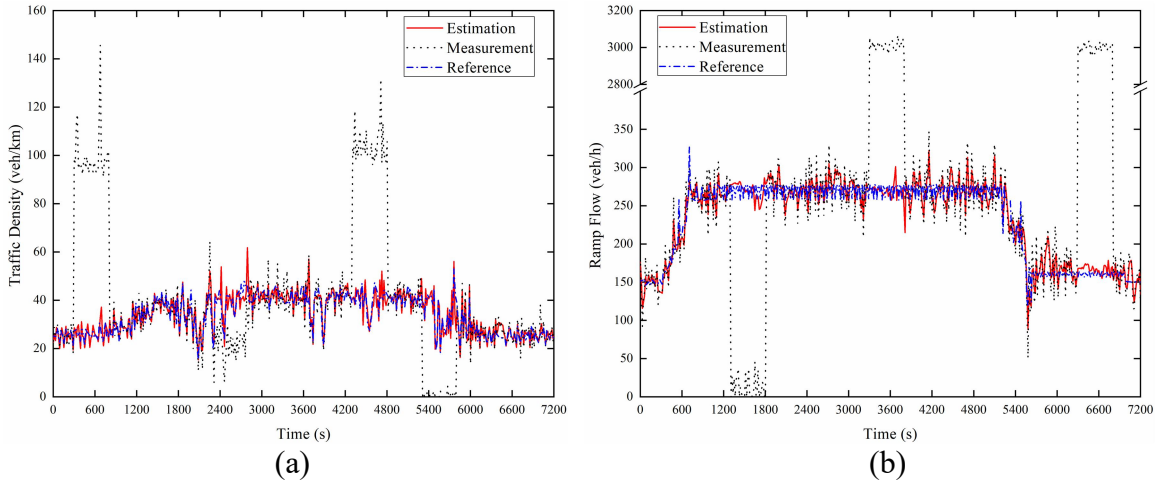 160
140
120
100
80
60
40
20
0
Traffic Density (veh/km)
Estimation
Measurement
Reference
0 600 1200 1800 2400 3000 3600 4200 4800 5400 6000 6600 7200
Time (s)
(a)
3200
3000
2800
350
300
250
200
150
100
50
0
Ramp Flow (veh/h)
Estimation
Measurement
Reference
0 600 1200 1800 2400 3000 3600 4200 4800 5400 6000 6600 7200
Time (s)
(b)